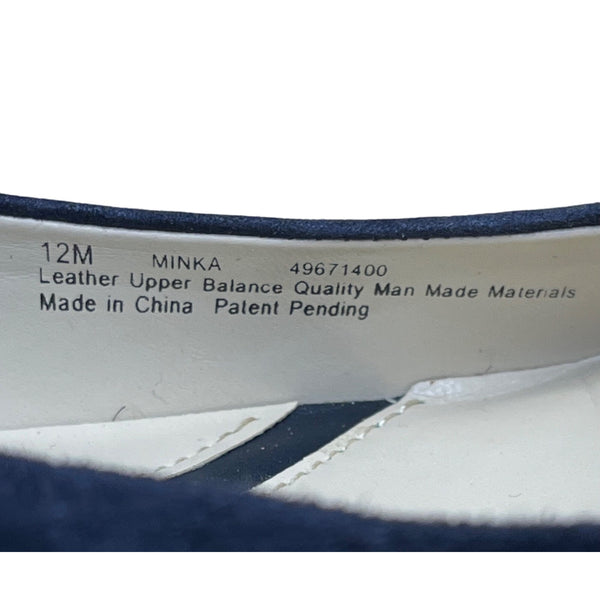 12M MINKA 49671400
Leather Upper Balance Quality Man Made Materials
Made in China Patent Pending